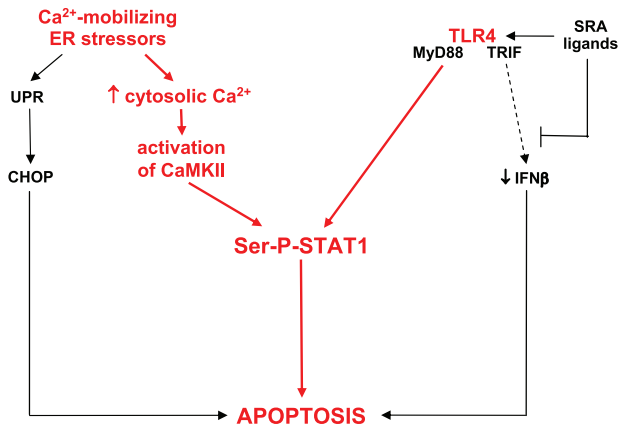 Ca²⁺-mobilizing
ER stressors
UPR
CHOP
↑ cytosolic Ca²⁺
activation
of CaMKII
TLR4
MyD88 TRIF
SRA
ligands
↓ IFNβ
Ser-P-STAT1
APOPTOSIS